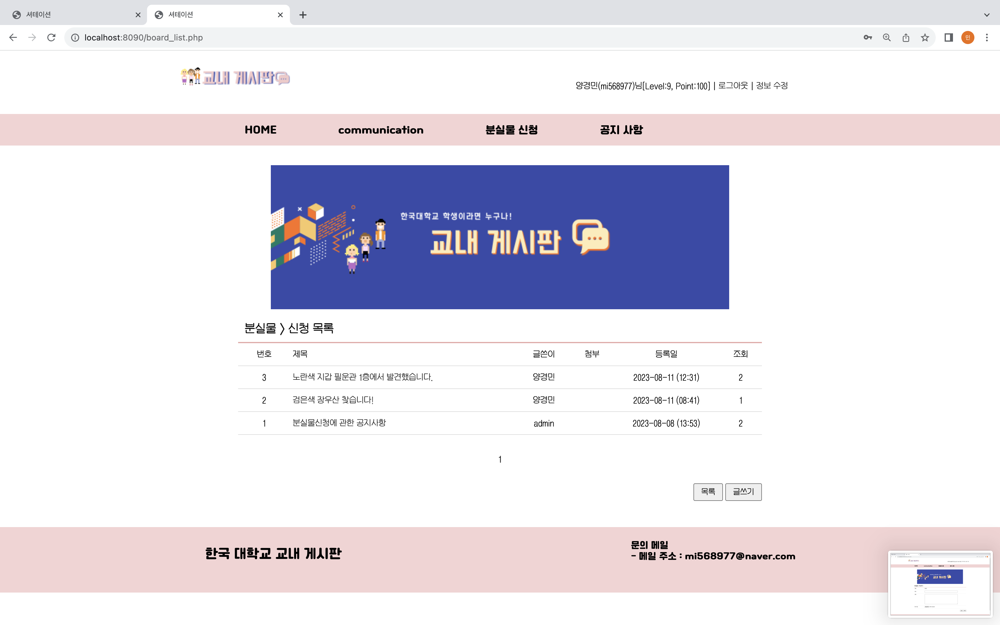 셔테이션
셔테이션
localhost:8090/board_list.php
민
교내 게시판
양경민(mi568977)님[Level:9, Point:100] | 로그아웃 | 정보 수정
HOME communication 분실물 신청 공지 사항
한국대학교 학생이라면 누구나!
교내 게시판
분실물 > 신청 목록
번호 제목 글쓴이 첨부 등록일 조회
3 노란색 지갑 필운관 1층에서 발견했습니다. 양경민 2023-08-11 (12:31) 2
2 검은색 장우산 찾습니다! 양경민 2023-08-11 (08:41) 1
1 분실물신청에 관한 공지사항 admin 2023-08-08 (13:53) 2
1
목록 글쓰기
한국 대학교 교내 게시판
문의 메일
- 메일 주소 : mi568977@naver.com
교내 게시판